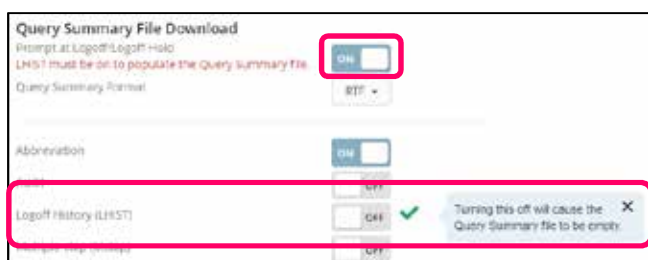 Query Summary File Download
Prompt at Logoff/Logoff Hold
LHIST must be on to populate the Query Summary file.
ON
Query Summary Format
RTF
Abbreviation
ON
OFF
Logoff History (LHIST)
OFF
Turning this off will cause the
Query Summary file to be empty.
OFF